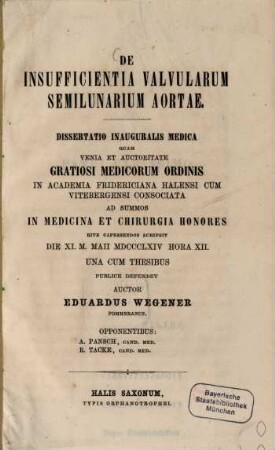 DE
INSUFFICIENTIA VALVULARUM
SEMILUNARIUM AORTAE.
DISSERTATIO INAUGURALIS MEDICA
QUAM
VENIA ET AUCTORITATE
GRATIOSI MEDICORUM ORDINIS
IN ACADEMIA FRIDERICIANA HALENSI CUM
VITEBERGENSI CONSOCIATA
AD SUMMOS
IN MEDICINA ET CHIRURGIA HONORES
RITE CAPESSENDOS SCRIPSIT
DIE XI. M. MAII MDCCCLXIV HORA XII.
UNA CUM THESIBUS
PUBLICE DEFENDET
AUCTOR
EDUARDUS WEGENER
POMMERANUS.
OPPONENTIBUS:
A. PANSCH, CAND. MED.
R. TACKE, CAND. MED.
HALIS SAXONUM,
TYPIS ORPHANOTROPHEI.
Bayerische
Staatsbibliothek
München